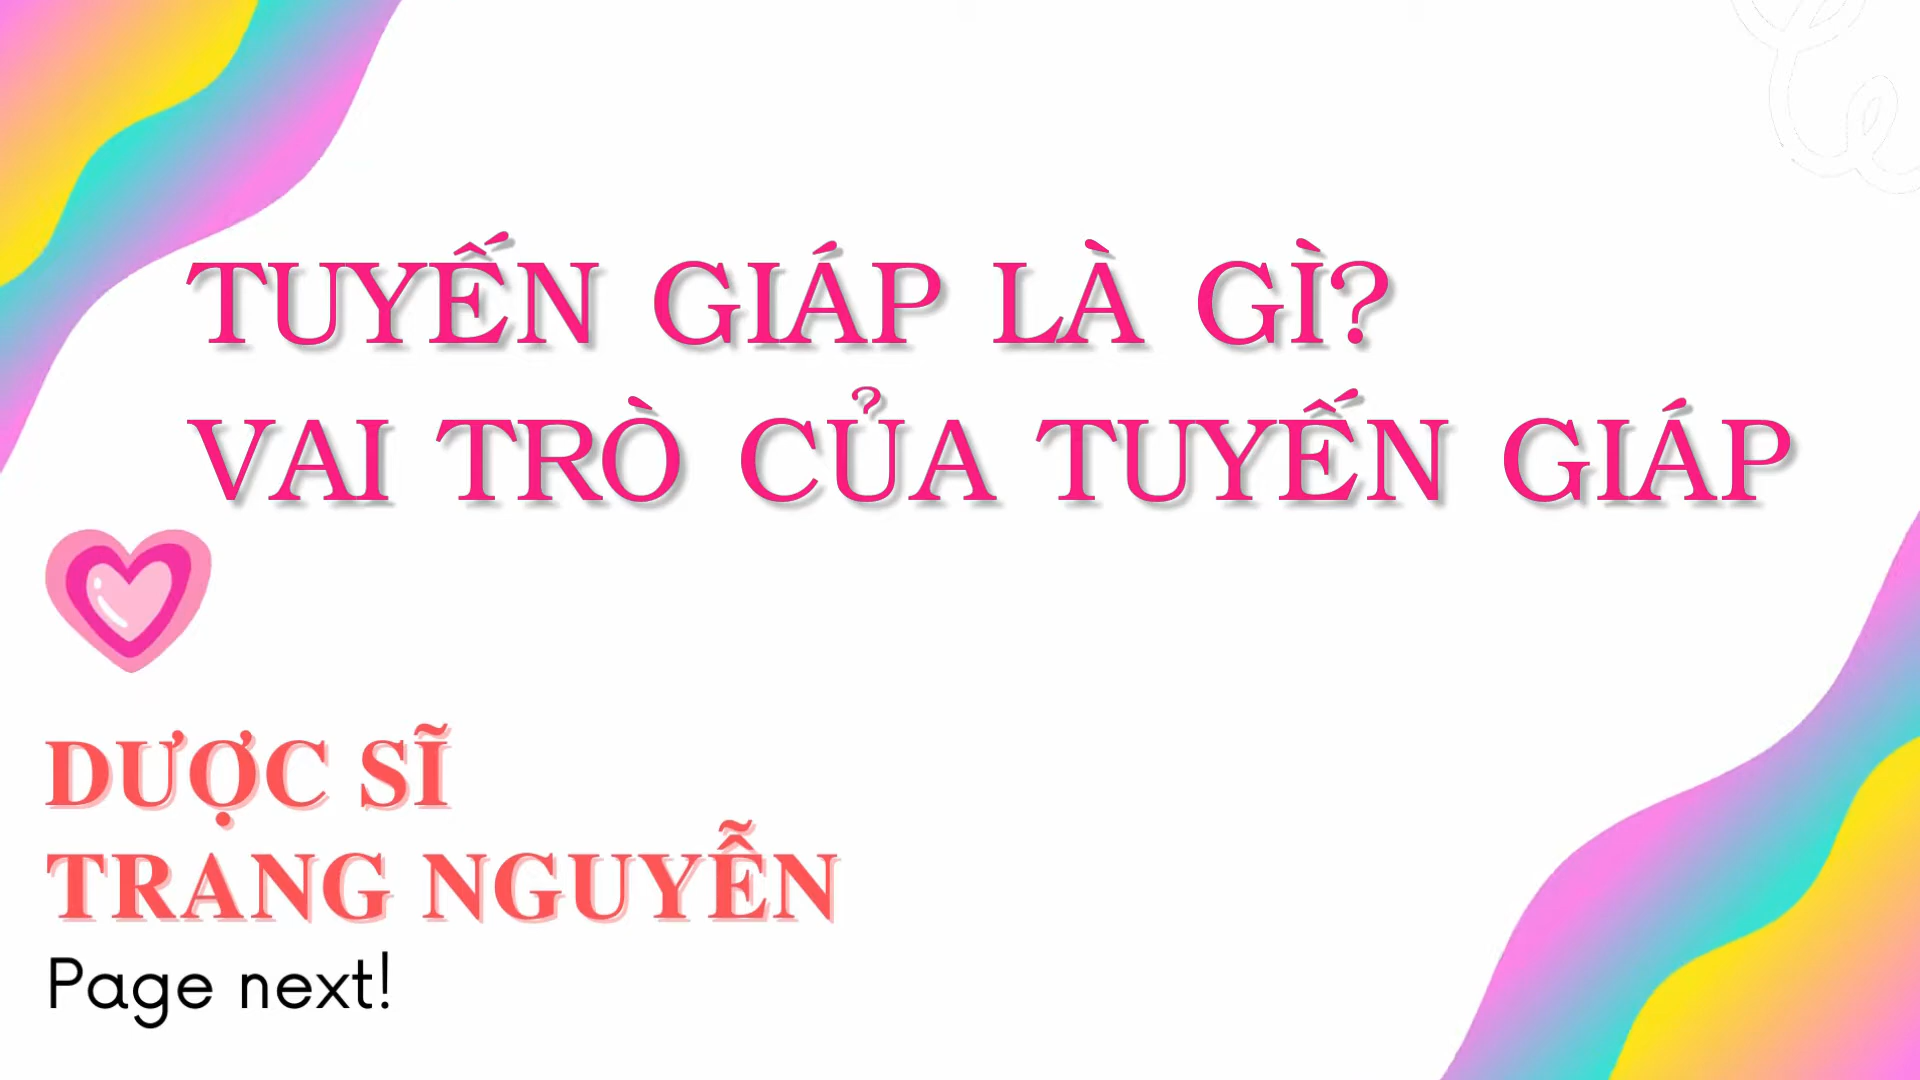 TUYẾN GIÁP LÀ GÌ?
VAI TRÒ CỦA TUYẾN GIÁP
DƯỢC SĨ
TRANG NGUYỄN
Page next!